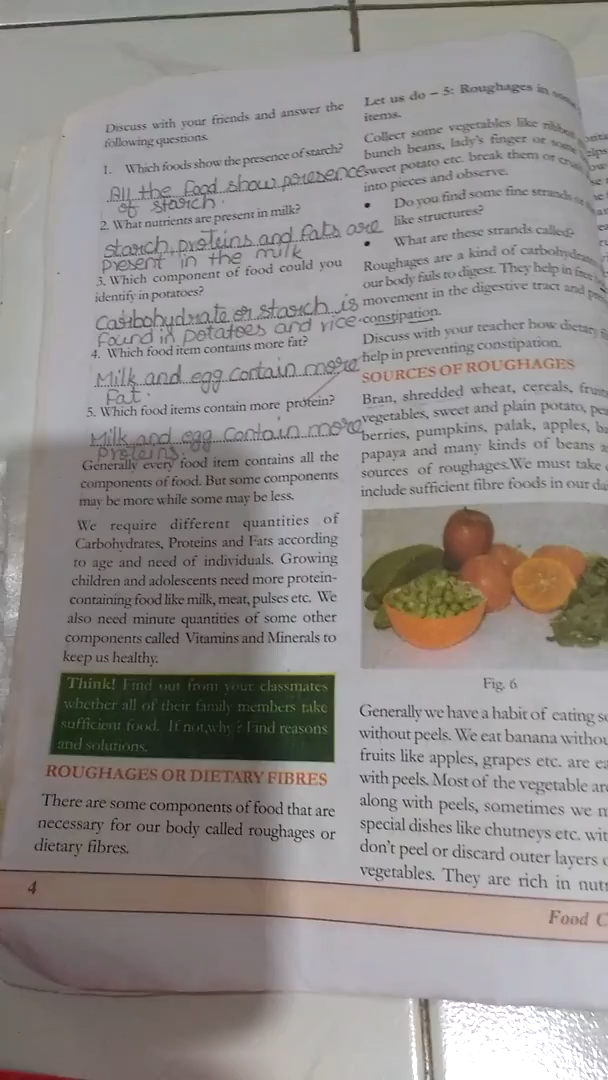 Discuss with your friends and answer the
following questions.
1. Which foods show the presence of starch?
All the food show presence
of starch.
2. What nutrients are present in milk?
starch, proteins and fats are
present in the milk
3. Which component of food could you
identify in potatoes?
Carbohydrate or starch is
found in potatoes and rice.
4. Which food item contains more fat?
Milk and egg contain more
fat.
5. Which food items contain more protein?
Milk and egg contain more
proteins.
Generally every food item contains all the
components of food. But some components
may be more while some may be less.
We require different quantities of
Carbohydrates, Proteins and Fats according
to age and need of individuals. Growing
children and adolescents need more protein-
containing food like milk, meat, pulses etc. We
also need minute quantities of some other
components called Vitamins and Minerals to
keep us healthy.
Think! Find out from your classmates
whether all of their family members take
sufficient food. If not,why? Find reasons
and solutions.
ROUGHAGES OR DIETARY FIBRES
There are some components of food that are
necessary for our body called roughages or
dietary fibres.
4
Let us do – 5: Roughages in some
items.
Collect some vegetables like ribbed
bunch beans, lady's finger or some
sweet potato etc. break them or
into pieces and observe.
• Do you find some fine strands or
like structures?
• What are these strands called?
Roughages are a kind of carbohydrates
our body fails to digest. They help in free
movement in the digestive tract and
constipation.
Discuss with your teacher how dietary
help in preventing constipation.
SOURCES OF ROUGHAGES
Bran, shredded wheat, cereals,
vegetables, sweet and plain potato,
berries, pumpkins, palak, apples,
papaya and many kinds of beans
sources of roughages.We must take
include sufficient fibre foods in our
Fig. 6
Generally we have a habit of eating
without peels. We eat banana
fruits like apples, grapes etc. are
with peels. Most of the vegetable
along with peels, sometimes we
special dishes like chutneys etc.
don't peel or discard outer layers
vegetables. They are rich in
Food